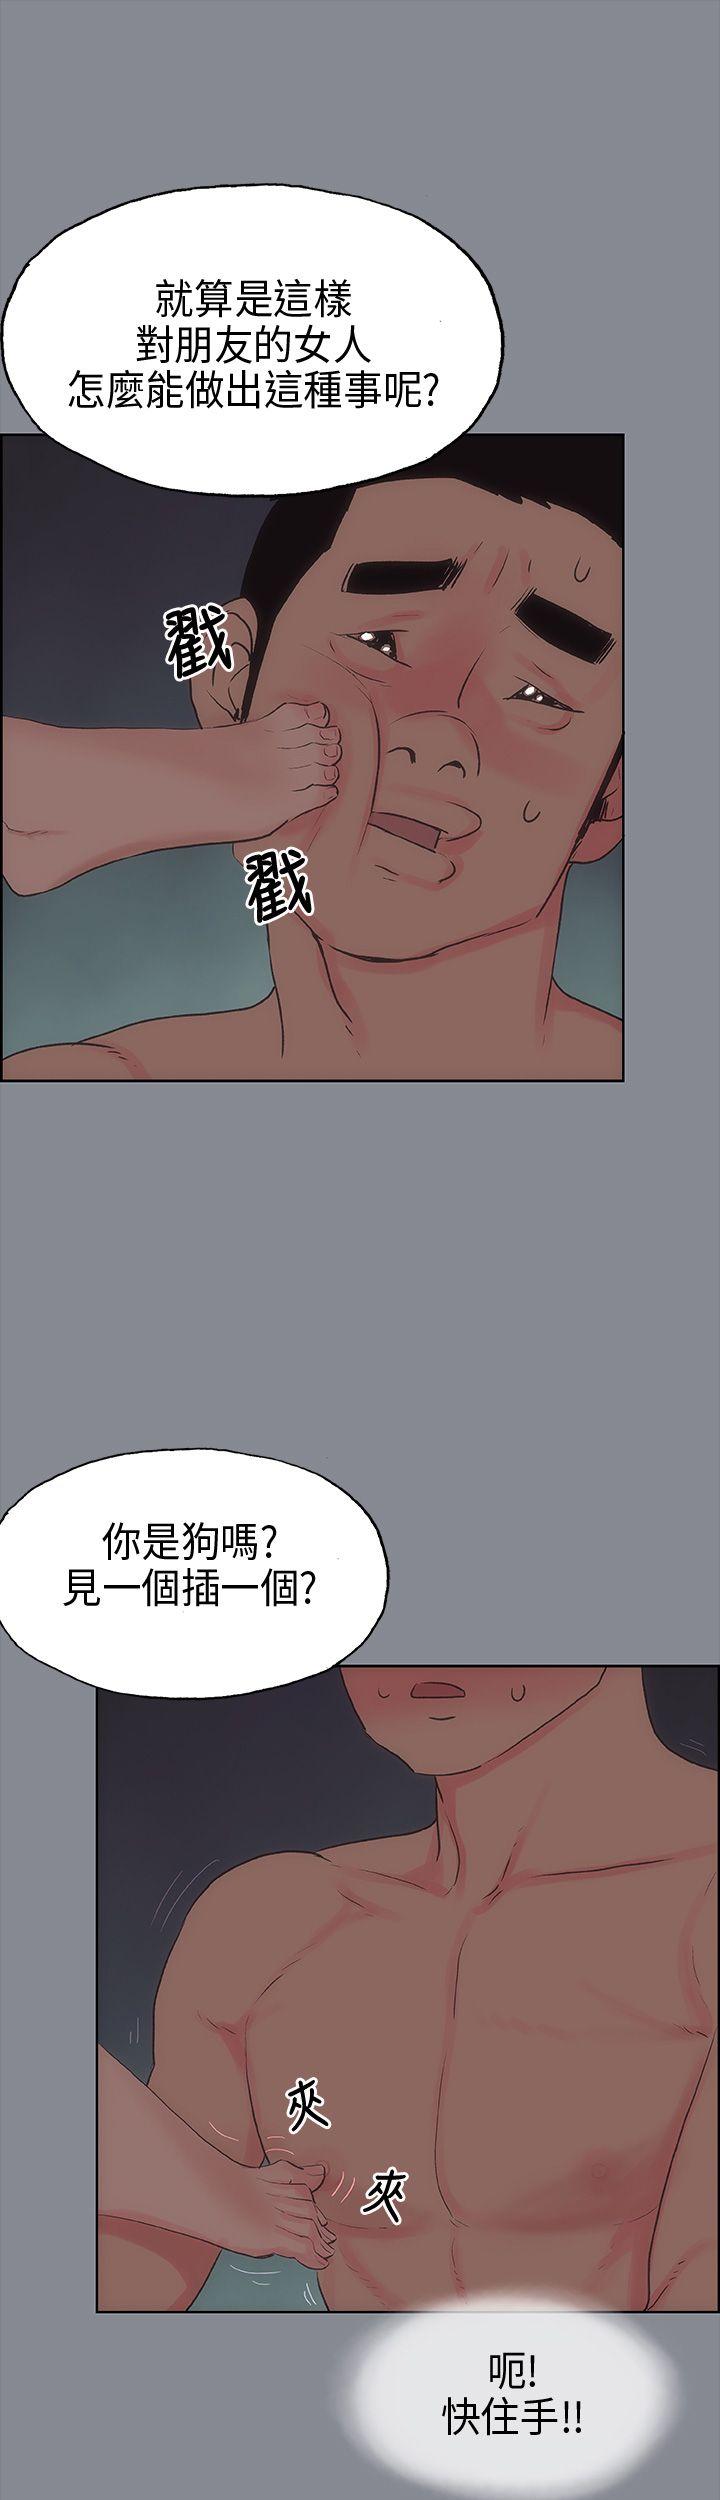 就算是這樣
對朋友的女人
怎麼能做出這種事呢?
戳
戳
你是狗嗎?
見一個插一個?
夾
夾
呃!
快住手!!